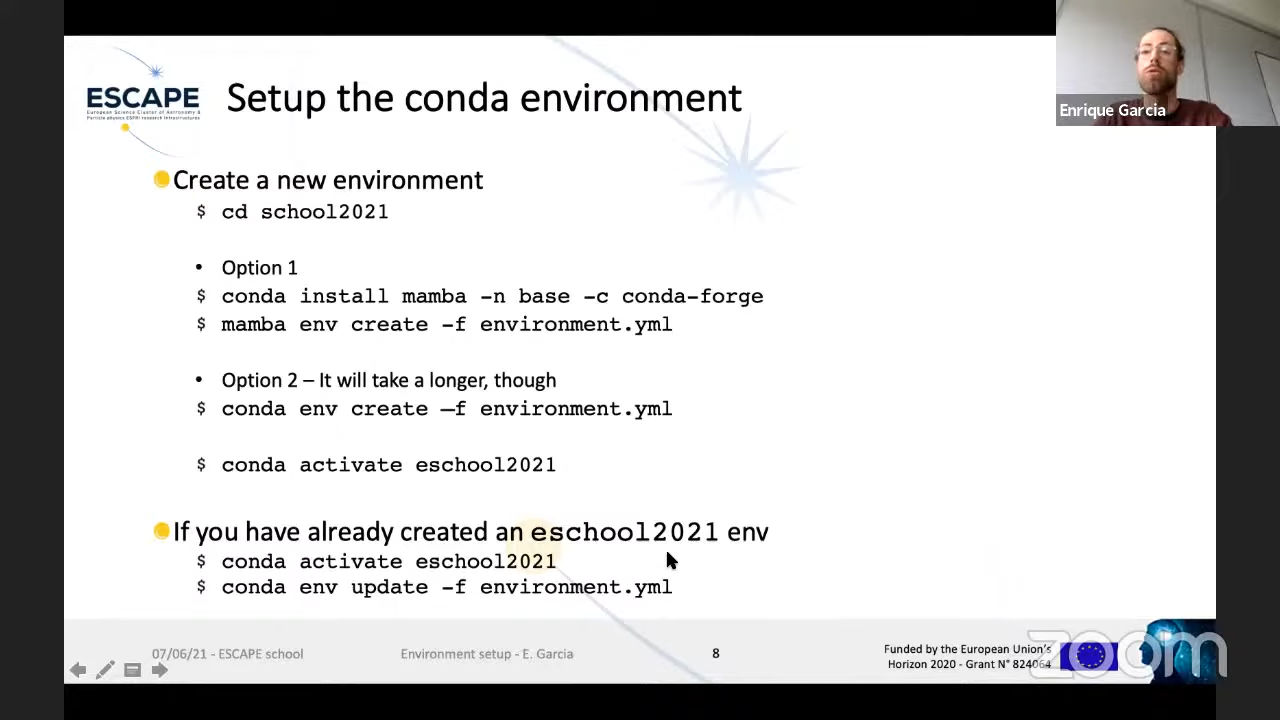 ESCAPE
European Science Cluster of Astronomy &
Particle physics ESFRI research Infrastructures
Setup the conda environment
Enrique Garcia
Create a new environment
$ cd school2021
• Option 1
$ conda install mamba -n base -c conda-forge
$ mamba env create -f environment.yml
• Option 2 – It will take a longer, though
$ conda env create –f environment.yml
$ conda activate eschool2021
If you have already created an eschool2021 env
$ conda activate eschool2021
$ conda env update -f environment.yml
07/06/21 - ESCAPE school
Environment setup - E. Garcia
8
Funded by the European Union's
Horizon 2020 - Grant N° 824064
zoom